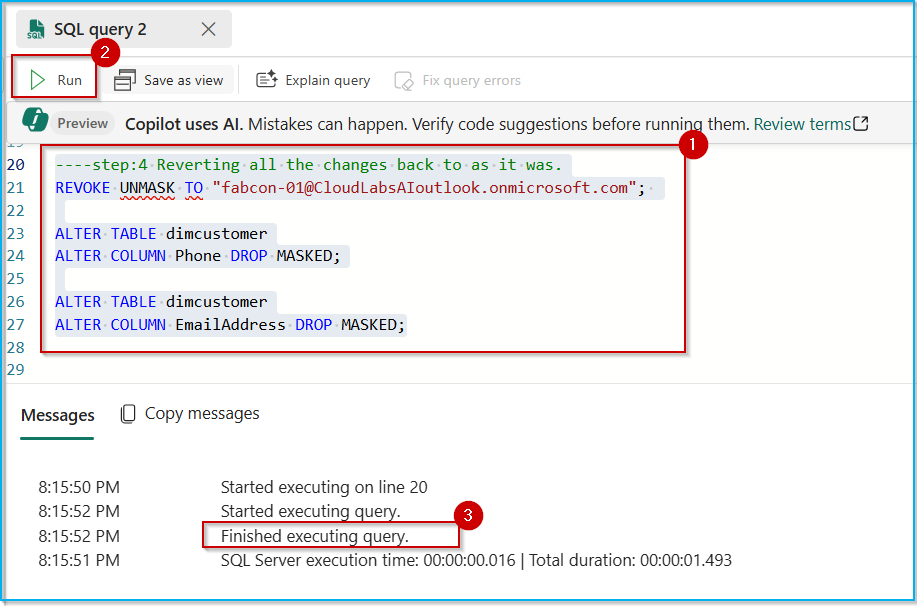 SQL query 2
2
Run
Save as view
Explain query
Fix query errors
Preview
Copilot uses AI. Mistakes can happen. Verify code suggestions before running them. Review terms
1
20 ----step:4 Reverting all the changes back to as it was.
21 REVOKE UNMASK TO "fabcon-01@CloudLabsAIoutlook.onmicrosoft.com";
22
23 ALTER TABLE dimcustomer
24 ALTER COLUMN Phone DROP MASKED;
25
26 ALTER TABLE dimcustomer
27 ALTER COLUMN EmailAddress DROP MASKED;
28
29
Messages
Copy messages
8:15:50 PM Started executing on line 20
8:15:52 PM Started executing query.
3
8:15:52 PM Finished executing query.
8:15:51 PM SQL Server execution time: 00:00:00.016 | Total duration: 00:00:01.493